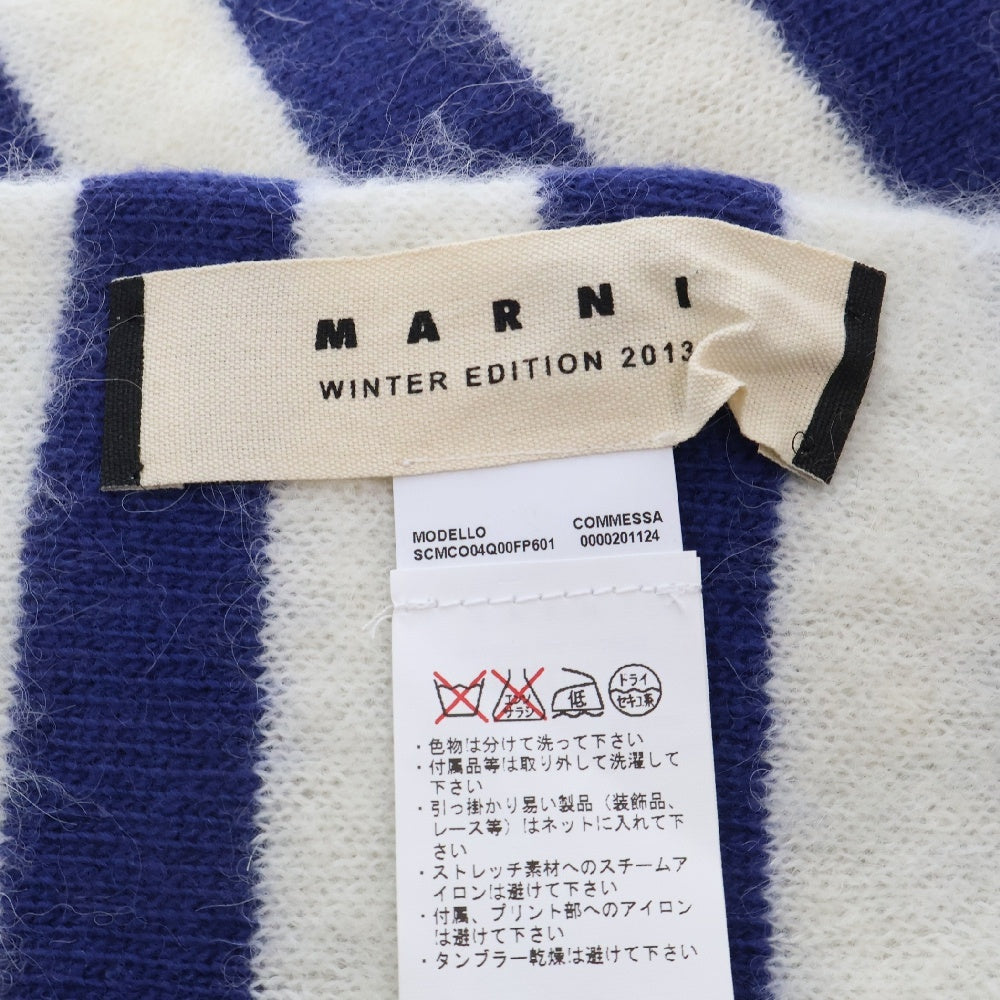 MARNI
WINTER EDITION 2013
MODELLO COMMESSA
SCMCO04Q00FP601 0000201124
エンソ
サラシ
低
ドライ
セキユ系
・色物は分けて洗って下さい
・付属品等は取り外して洗濯して
下さい
・引っ掛かり易い製品（装飾品、
レース等）はネットに入れて下
さい
・ストレッチ素材へのスチームア
イロンは避けて下さい
・付属、プリント部へのアイロン
は避けて下さい
・タンブラー乾燥は避けて下さい